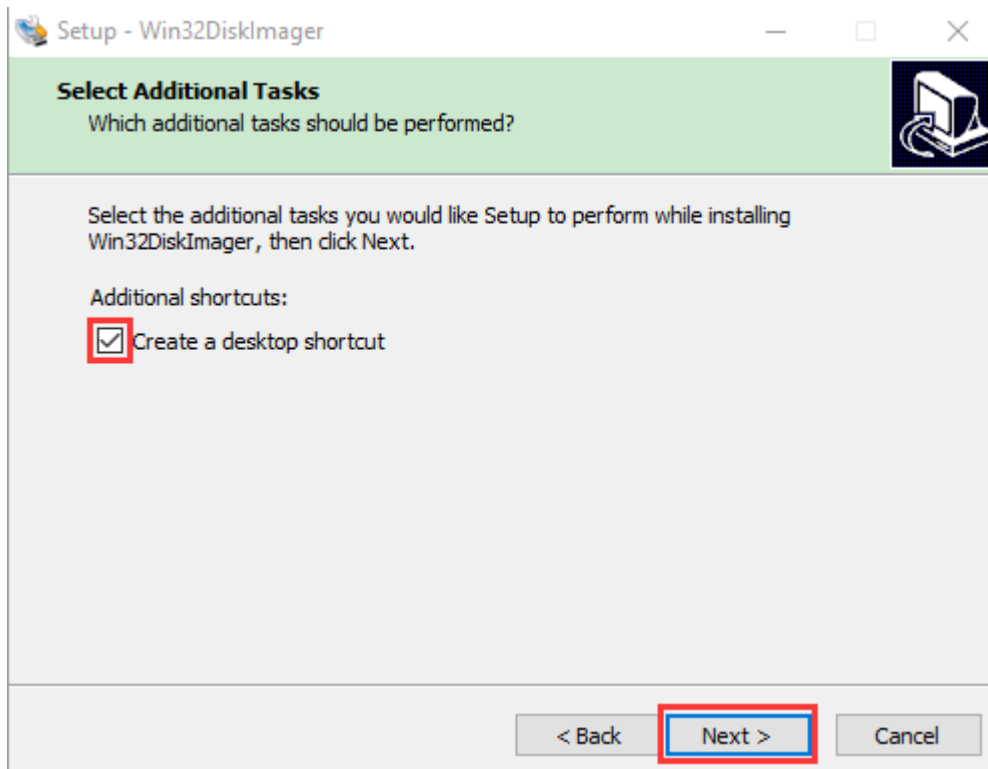 Setup - Win32DiskImager
Select Additional Tasks
Which additional tasks should be performed?
Select the additional tasks you would like Setup to perform while installing
Win32DiskImager, then click Next.
Additional shortcuts:
Create a desktop shortcut
< Back Next > Cancel